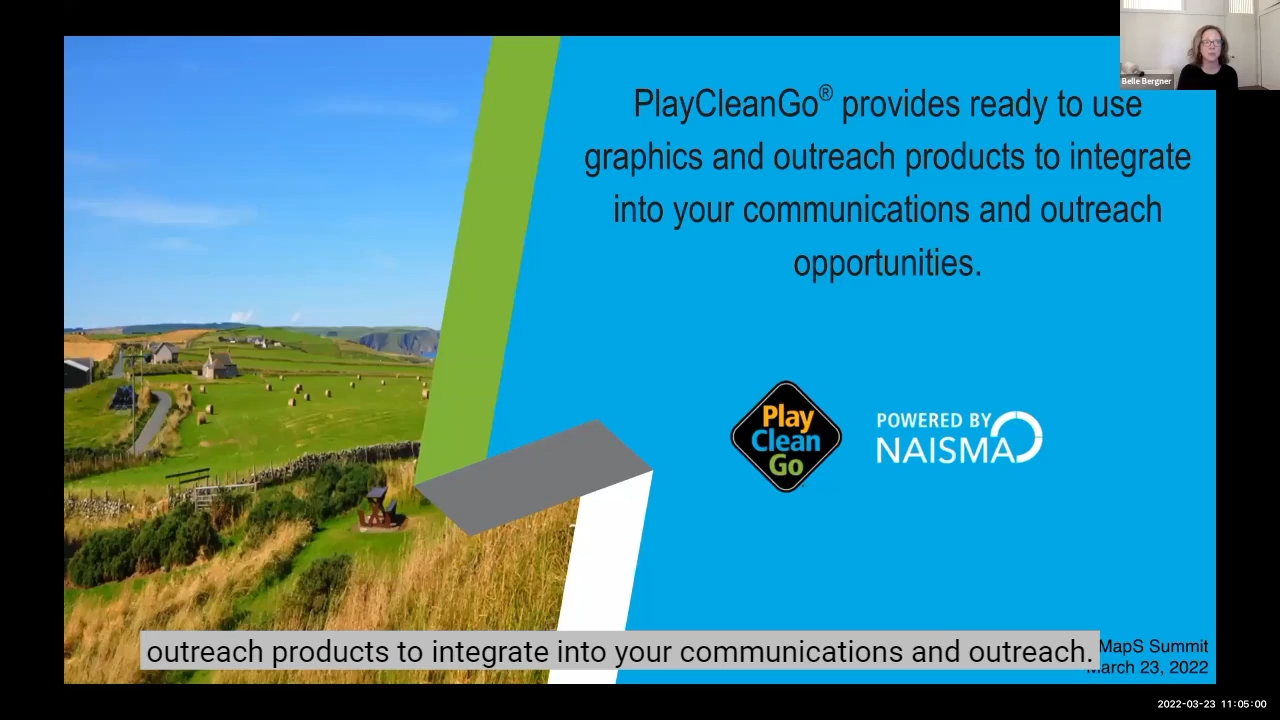 Belle Bergner
PlayCleanGo® provides ready to use
graphics and outreach products to integrate
into your communications and outreach
opportunities.
Play
Clean
Go
POWERED BY
NAISMA
outreach products to integrate into your communications and outreach.
MapS Summit
March 23, 2022
2022-03-23 11:05:00